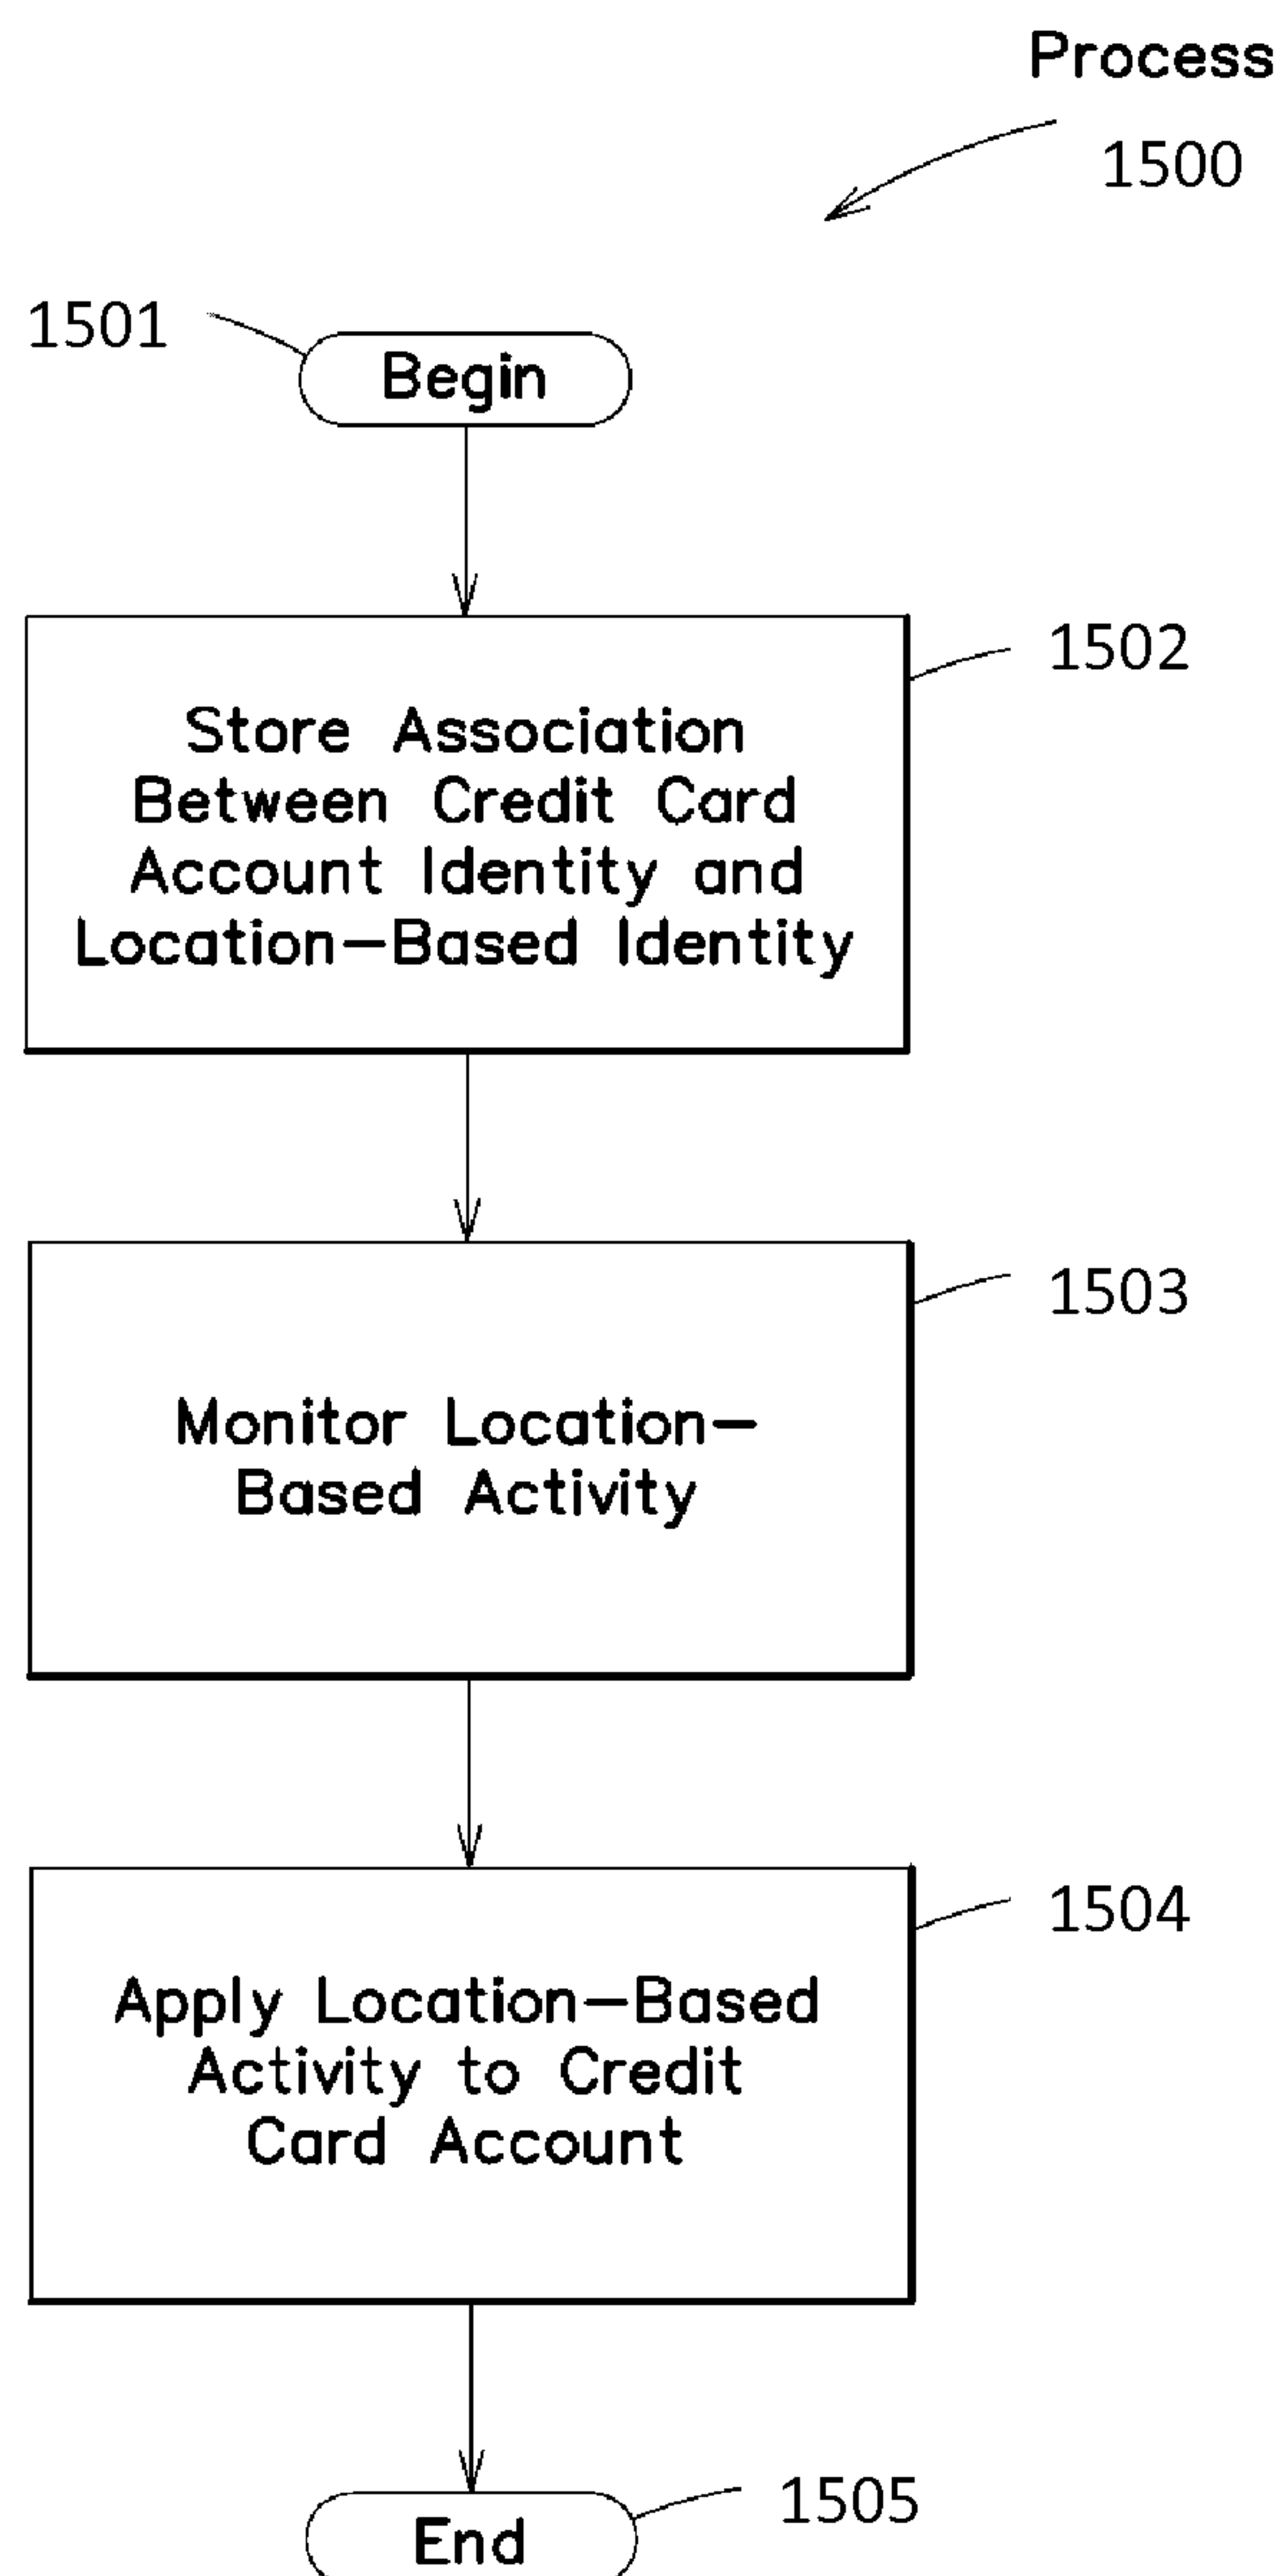 Process
1500
1501
Begin
1502
Store Association
Between Credit Card
Account Identity and
Location-Based Identity
1503
Monitor Location-
Based Activity
1504
Apply Location-Based
Activity to Credit
Card Account
1505
End